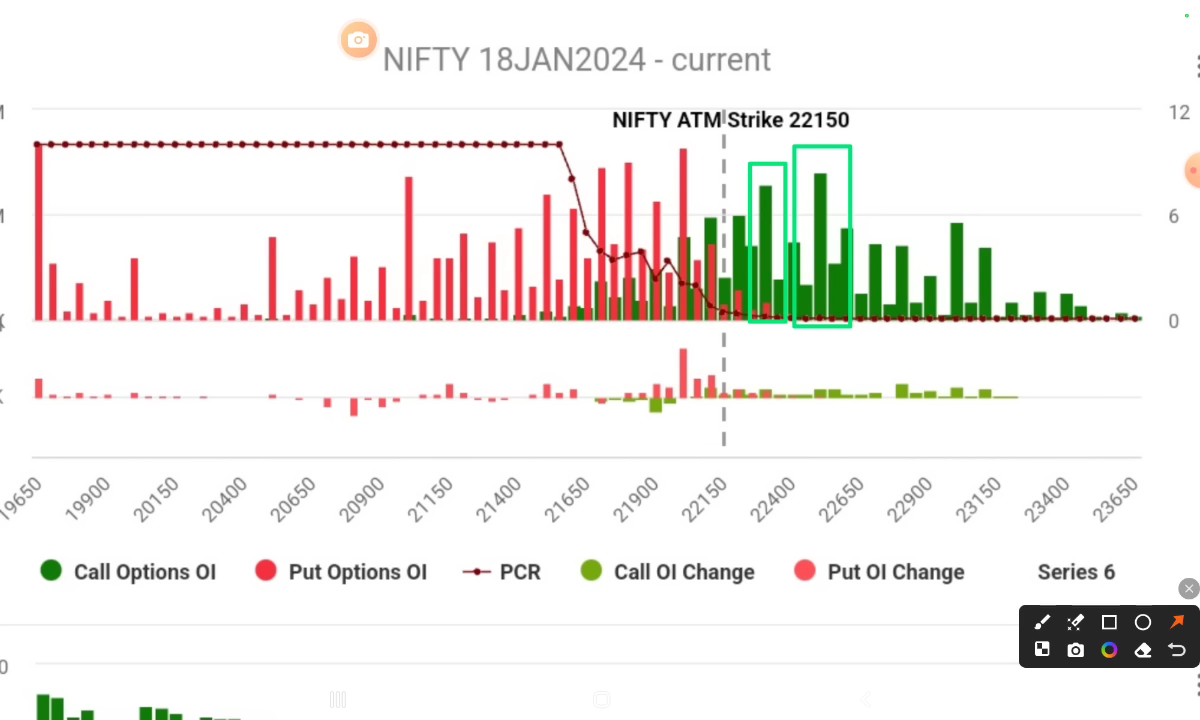 NIFTY 18JAN2024 - current
NIFTY ATM Strike 22150
M
12
M
6
0
19650 19900 20150 20400 20650 20900 21150 21400 21650 21900 22150 22400 22650 22900 23150 23400 23650
Call Options OI Put Options OI PCR Call OI Change Put OI Change Series 6
0